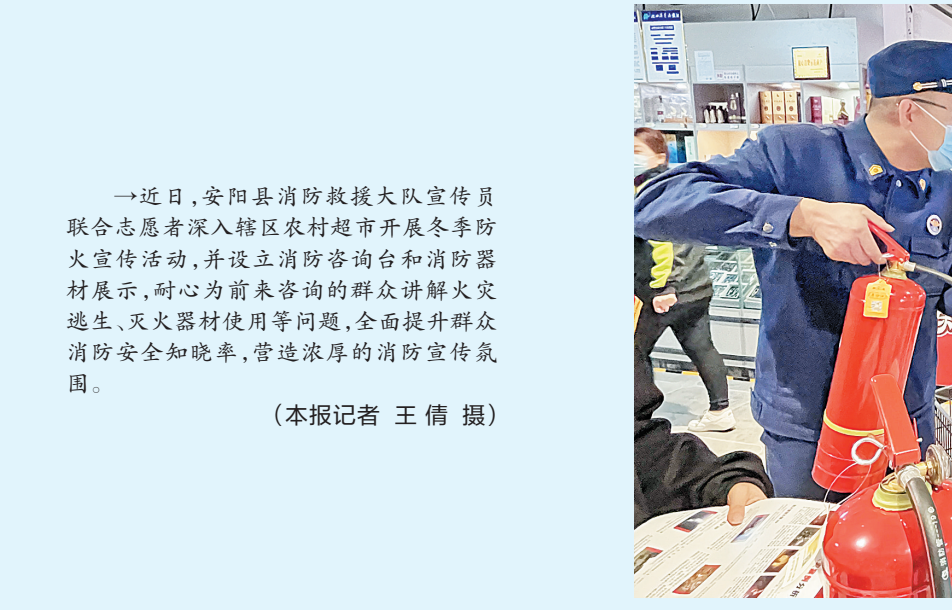 →近日,安阳县消防救援大队宣传员
联合志愿者深入辖区农村超市开展冬季防
火宣传活动,并设立消防咨询台和消防器
材展示,耐心为前来咨询的群众讲解火灾
逃生、灭火器材使用等问题,全面提升群众
消防安全知晓率,营造浓厚的消防宣传氛
围。
（本报记者 王 倩 摄）